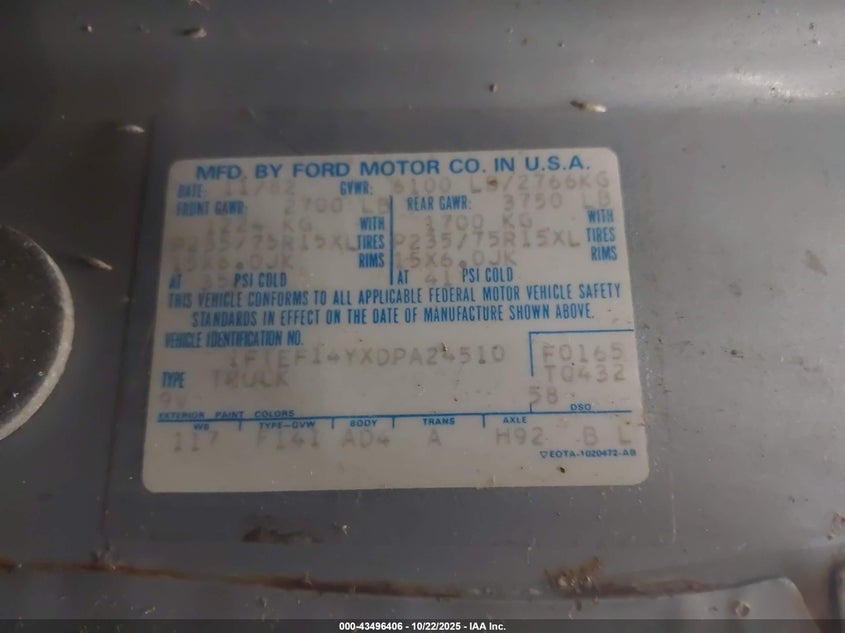 MFD. BY FORD MOTOR CO. IN U.S.A.
DATE: 11/82 GVWR: 6100 LB/2766KG
FRONT GAWR: 2700 LB REAR GAWR: 3750 LB
1224 KG WITH 1700 KG WITH
P235/75R15XL TIRES P235/75R15XL TIRES
15X6.0JK RIMS 15X6.0JK RIMS
AT 35 PSI COLD AT 41 PSI COLD
THIS VEHICLE CONFORMS TO ALL APPLICABLE FEDERAL MOTOR VEHICLE SAFETY
STANDARDS IN EFFECT ON THE DATE OF MANUFACTURE SHOWN ABOVE.
VEHICLE IDENTIFICATION NO.
1FTEF14YXDPA24510 F0165
TYPE TRUCK T0432
58 DSO
EXTERIOR PAINT COLORS
WB TYPE-GVW BODY TRANS AXLE
117 F141 AD4 A H92 B L
EOTA-1020472-AB
000-43496406 - 10/22/2025 - IAA Inc.